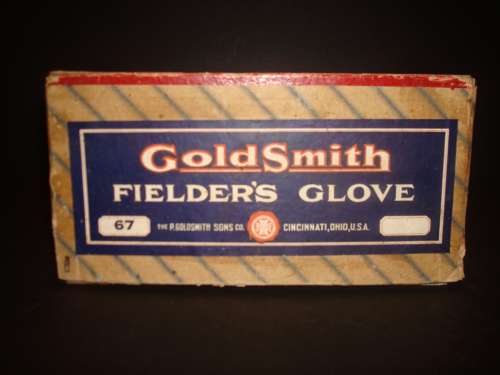 GoldSmith
FIELDER'S GLOVE
67 THE P. GOLDSMITH SONS CO. CINCINNATI, OHIO, U.S.A.